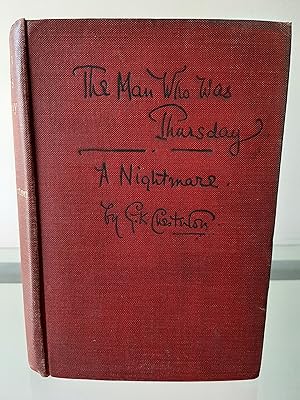 The Man Who Was
Thursday
A Nightmare.
by G. K. Chesterton.